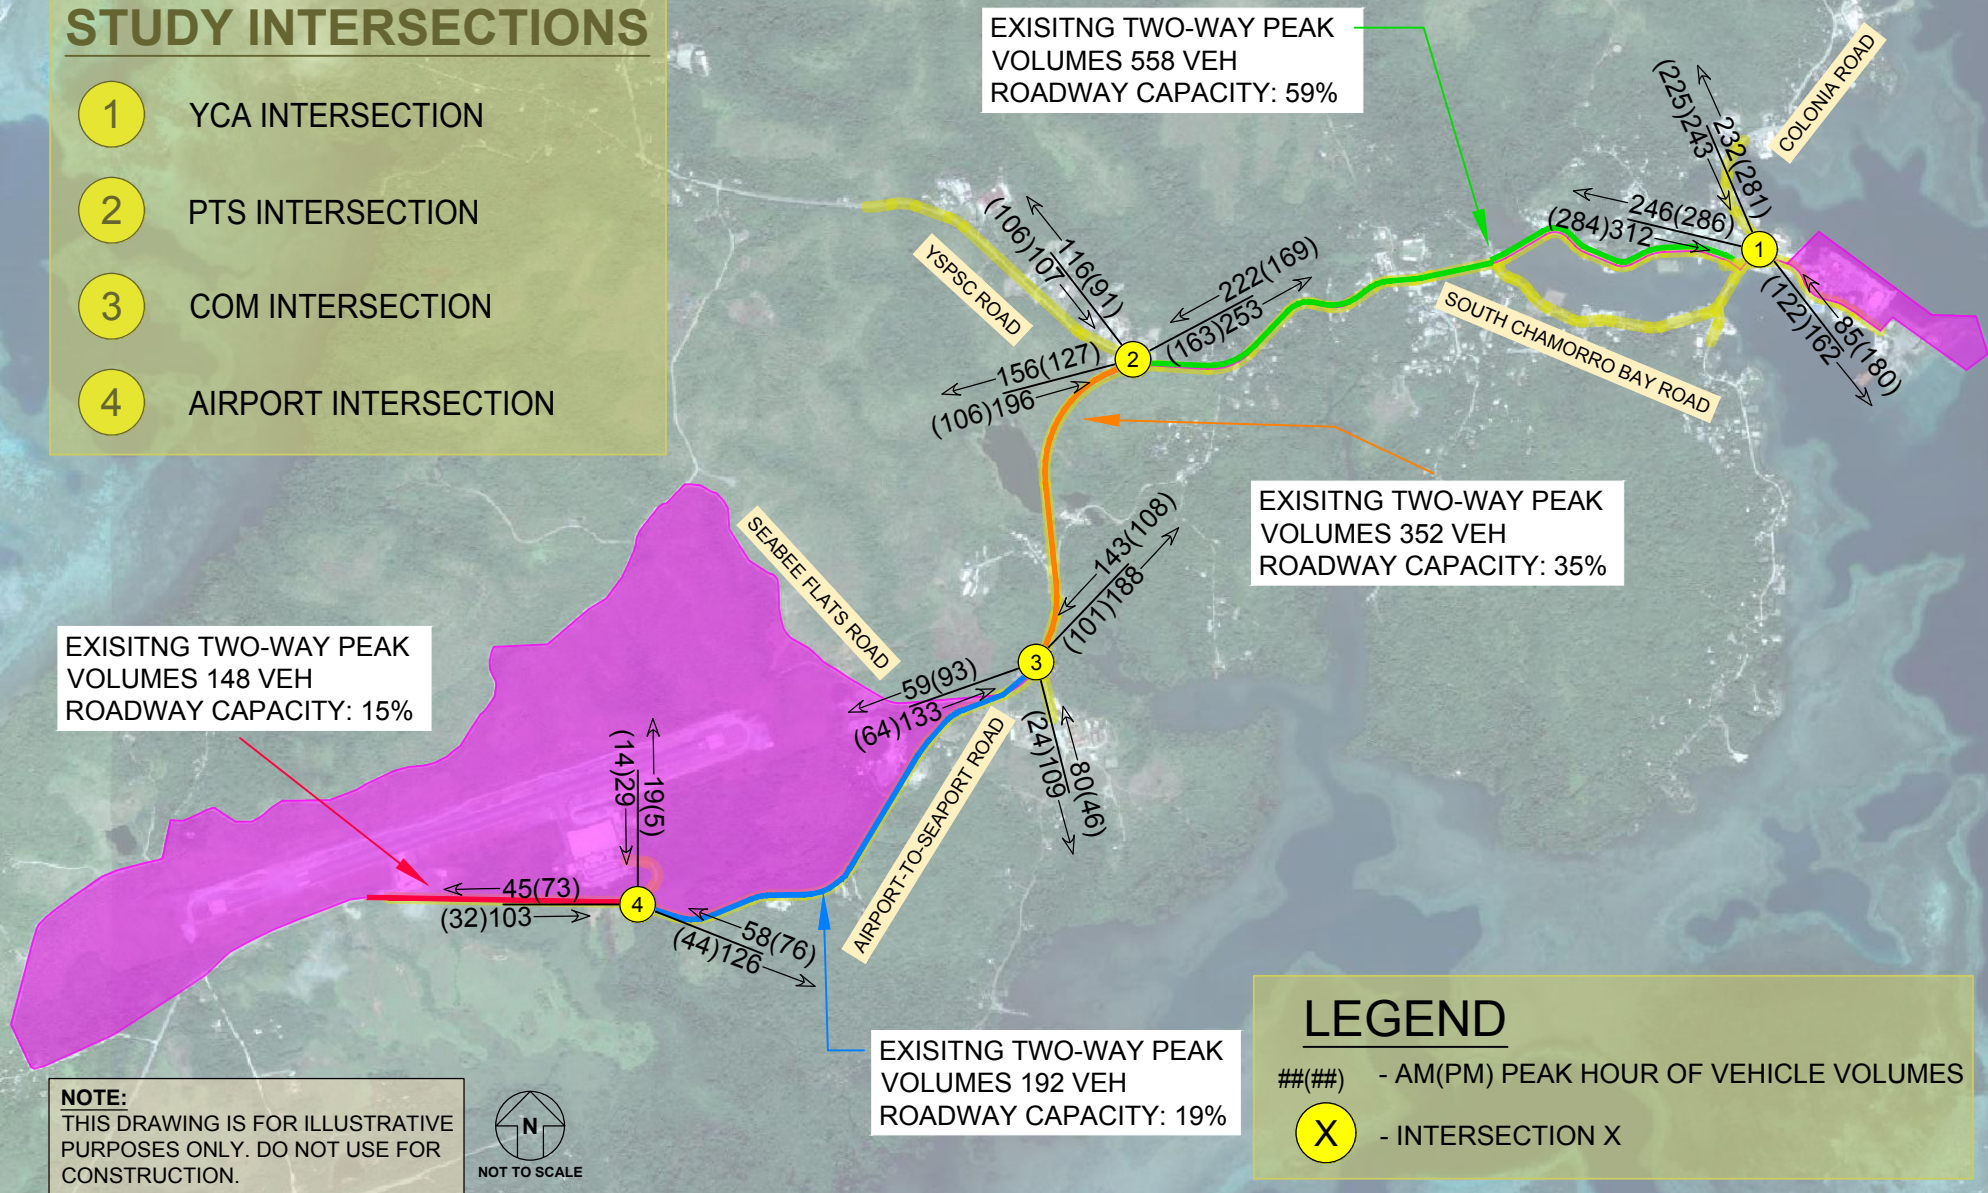 STUDY INTERSECTIONS
1 YCA INTERSECTION
2 PTS INTERSECTION
3 COM INTERSECTION
4 AIRPORT INTERSECTION
EXISITNG TWO-WAY PEAK
VOLUMES 558 VEH
ROADWAY CAPACITY: 59%
COLONIA ROAD
(225)243
232(281)
246(286)
(284)312
1
85(180)
(122)162
SOUTH CHAMORRO BAY ROAD
YSPSC ROAD
116(91)
(106)107
222(169)
(163)253
2
156(127)
(106)196
EXISITNG TWO-WAY PEAK
VOLUMES 352 VEH
ROADWAY CAPACITY: 35%
SEABEE FLATS ROAD
143(108)
(101)188
3
59(93)
(64)133
80(46)
(24)109
AIRPORT-TO-SEAPORT ROAD
EXISITNG TWO-WAY PEAK
VOLUMES 148 VEH
ROADWAY CAPACITY: 15%
(14)29
19(5)
45(73)
(32)103
4
58(76)
(44)126
EXISITNG TWO-WAY PEAK
VOLUMES 192 VEH
ROADWAY CAPACITY: 19%
LEGEND
##(##) - AM(PM) PEAK HOUR OF VEHICLE VOLUMES
X - INTERSECTION X
NOTE:
THIS DRAWING IS FOR ILLUSTRATIVE
PURPOSES ONLY. DO NOT USE FOR
CONSTRUCTION.
N
NOT TO SCALE